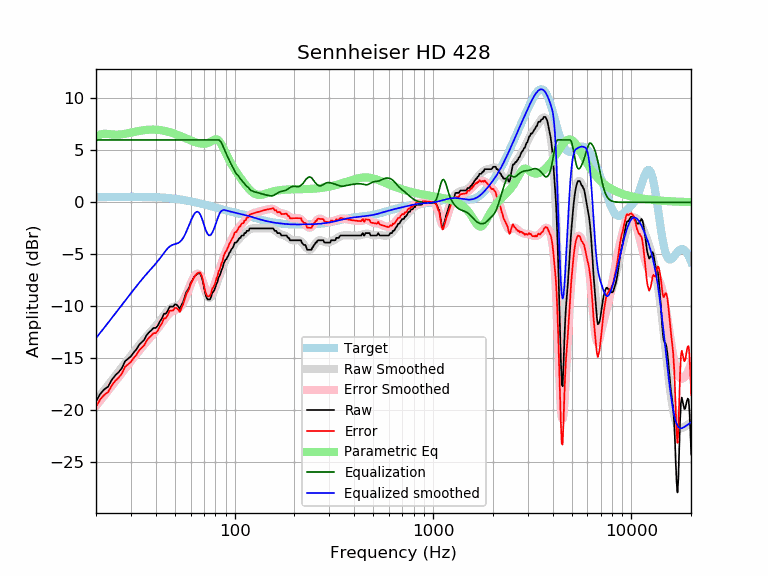 Sennheiser HD 428
10
5
0
−5
−10
−15
−20
−25
Amplitude (dBr)
Target
Raw Smoothed
Error Smoothed
Raw
Error
Parametric Eq
Equalization
Equalized smoothed
100 1000 10000
Frequency (Hz)